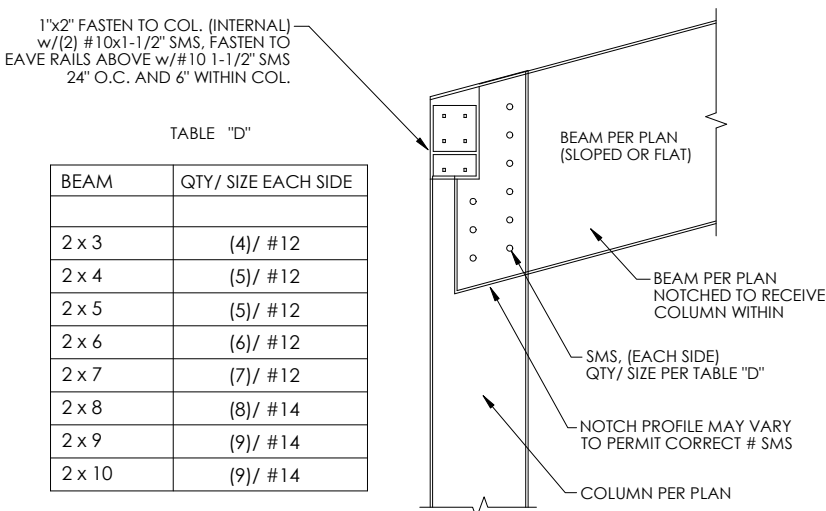 1"x2" FASTEN TO COL. (INTERNAL)
w/(2) #10x1-1/2" SMS, FASTEN TO
EAVE RAILS ABOVE w/#10 1-1/2" SMS
24" O.C. AND 6" WITHIN COL.
TABLE "D"
BEAM QTY/ SIZE EACH SIDE
2 x 3 (4)/ #12
2 x 4 (5)/ #12
2 x 5 (5)/ #12
2 x 6 (6)/ #12
2 x 7 (7)/ #12
2 x 8 (8)/ #14
2 x 9 (9)/ #14
2 x 10 (9)/ #14
BEAM PER PLAN
(SLOPED OR FLAT)
BEAM PER PLAN
NOTCHED TO RECEIVE
COLUMN WITHIN
SMS, (EACH SIDE)
QTY/ SIZE PER TABLE "D"
NOTCH PROFILE MAY VARY
TO PERMIT CORRECT # SMS
COLUMN PER PLAN